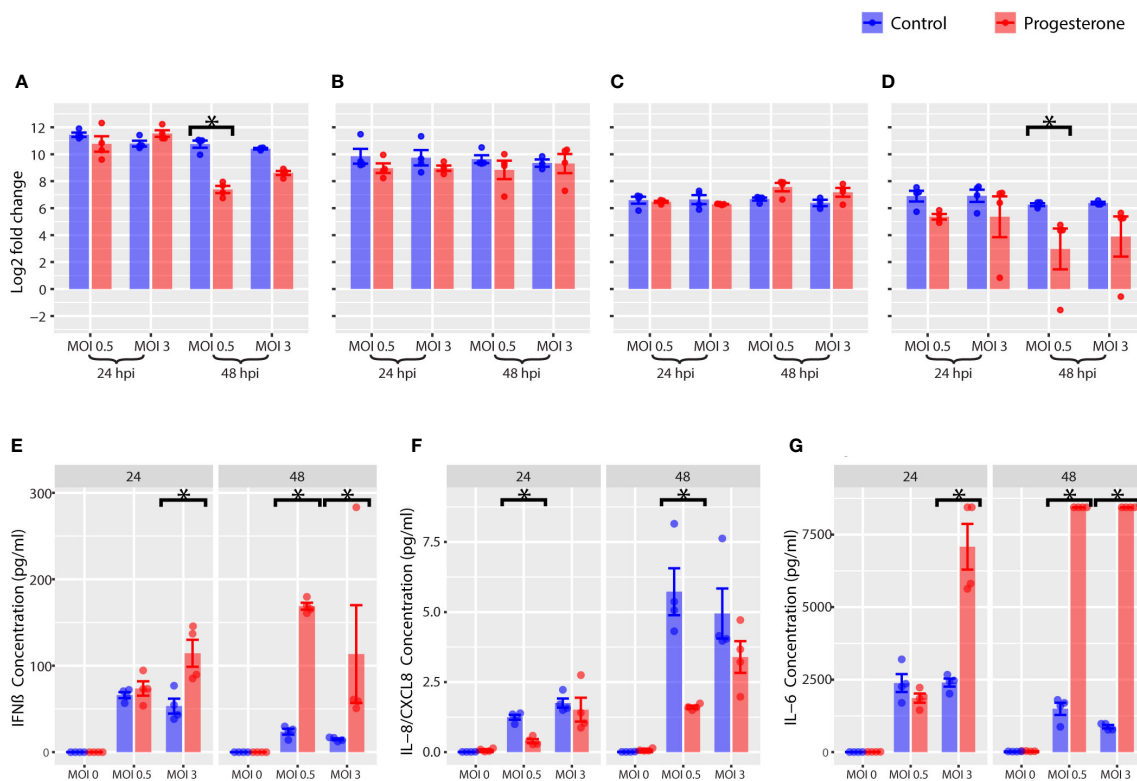 Control Progesterone
A B C D
Log2 fold change
12
10
8
6
4
2
0
−2
MOI 0.5 MOI 3 MOI 0.5 MOI 3 MOI 0.5 MOI 3 MOI 0.5 MOI 3 MOI 0.5 MOI 3 MOI 0.5 MOI 3 MOI 0.5 MOI 3 MOI 0.5 MOI 3
24 hpi 48 hpi 24 hpi 48 hpi 24 hpi 48 hpi 24 hpi 48 hpi
* *
E F G
24 48 24 48 24 48
* * * * * * * *
IFNß Concentration (pg/ml)
300
200
100
0
MOI 0 MOI 0.5 MOI 3 MOI 0 MOI 0.5 MOI 3
IL−8/CXCL8 Concentration (pg/ml)
7.5
5.0
2.5
0.0
MOI 0 MOI 0.5 MOI 3 MOI 0 MOI 0.5 MOI 3
IL−6 Concentration (pg/ml)
7500
5000
2500
0
MOI 0 MOI 0.5 MOI 3 MOI 0 MOI 0.5 MOI 3